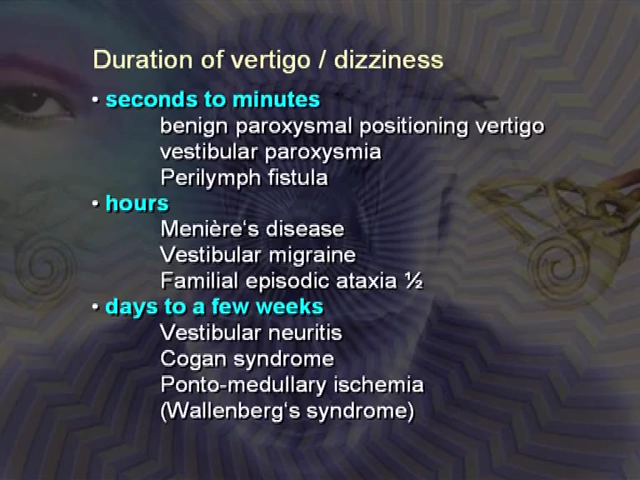 Duration of vertigo / dizziness
• seconds to minutes
benign paroxysmal positioning vertigo
vestibular paroxysmia
Perilymph fistula
• hours
Menière‘s disease
Vestibular migraine
Familial episodic ataxia ½
• days to a few weeks
Vestibular neuritis
Cogan syndrome
Ponto-medullary ischemia
(Wallenberg‘s syndrome)